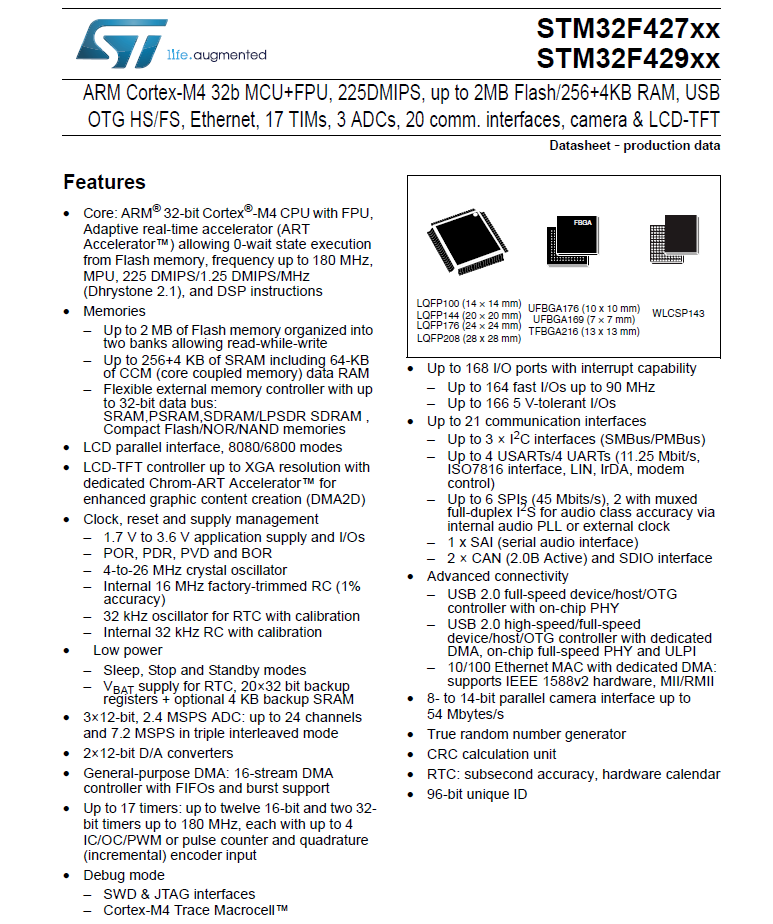 life.augmented
STM32F427xx
STM32F429xx
ARM Cortex-M4 32b MCU+FPU, 225DMIPS, up to 2MB Flash/256+4KB RAM, USB
OTG HS/FS, Ethernet, 17 TIMs, 3 ADCs, 20 comm. interfaces, camera & LCD-TFT
Datasheet - production data
Features
• Core: ARM® 32-bit Cortex®-M4 CPU with FPU,
Adaptive real-time accelerator (ART
Accelerator™) allowing 0-wait state execution
from Flash memory, frequency up to 180 MHz,
MPU, 225 DMIPS/1.25 DMIPS/MHz
(Dhrystone 2.1), and DSP instructions
• Memories
– Up to 2 MB of Flash memory organized into
two banks allowing read-while-write
– Up to 256+4 KB of SRAM including 64-KB
of CCM (core coupled memory) data RAM
– Flexible external memory controller with up
to 32-bit data bus:
SRAM,PSRAM,SDRAM/LPSDR SDRAM ,
Compact Flash/NOR/NAND memories
• LCD parallel interface, 8080/6800 modes
• LCD-TFT controller up to XGA resolution with
dedicated Chrom-ART Accelerator™ for
enhanced graphic content creation (DMA2D)
• Clock, reset and supply management
– 1.7 V to 3.6 V application supply and I/Os
– POR, PDR, PVD and BOR
– 4-to-26 MHz crystal oscillator
– Internal 16 MHz factory-trimmed RC (1%
accuracy)
– 32 kHz oscillator for RTC with calibration
– Internal 32 kHz RC with calibration
• Low power
– Sleep, Stop and Standby modes
– VBAT supply for RTC, 20×32 bit backup
registers + optional 4 KB backup SRAM
• 3×12-bit, 2.4 MSPS ADC: up to 24 channels
and 7.2 MSPS in triple interleaved mode
• 2×12-bit D/A converters
• General-purpose DMA: 16-stream DMA
controller with FIFOs and burst support
• Up to 17 timers: up to twelve 16-bit and two 32-
bit timers up to 180 MHz, each with up to 4
IC/OC/PWM or pulse counter and quadrature
(incremental) encoder input
• Debug mode
– SWD & JTAG interfaces
– Cortex-M4 Trace Macrocell™
FBGA
LQFP100 (14 × 14 mm)
LQFP144 (20 × 20 mm)
LQFP176 (24 × 24 mm)
LQFP208 (28 x 28 mm)
UFBGA176 (10 x 10 mm)
UFBGA169 (7 × 7 mm)
TFBGA216 (13 x 13 mm)
WLCSP143
• Up to 168 I/O ports with interrupt capability
– Up to 164 fast I/Os up to 90 MHz
– Up to 166 5 V-tolerant I/Os
• Up to 21 communication interfaces
– Up to 3 × I²C interfaces (SMBus/PMBus)
– Up to 4 USARTs/4 UARTs (11.25 Mbit/s,
ISO7816 interface, LIN, IrDA, modem
control)
– Up to 6 SPIs (45 Mbits/s), 2 with muxed
full-duplex I²S for audio class accuracy via
internal audio PLL or external clock
– 1 x SAI (serial audio interface)
– 2 × CAN (2.0B Active) and SDIO interface
• Advanced connectivity
– USB 2.0 full-speed device/host/OTG
controller with on-chip PHY
– USB 2.0 high-speed/full-speed
device/host/OTG controller with dedicated
DMA, on-chip full-speed PHY and ULPI
– 10/100 Ethernet MAC with dedicated DMA:
supports IEEE 1588v2 hardware, MII/RMII
• 8- to 14-bit parallel camera interface up to
54 Mbytes/s
• True random number generator
• CRC calculation unit
• RTC: subsecond accuracy, hardware calendar
• 96-bit unique ID